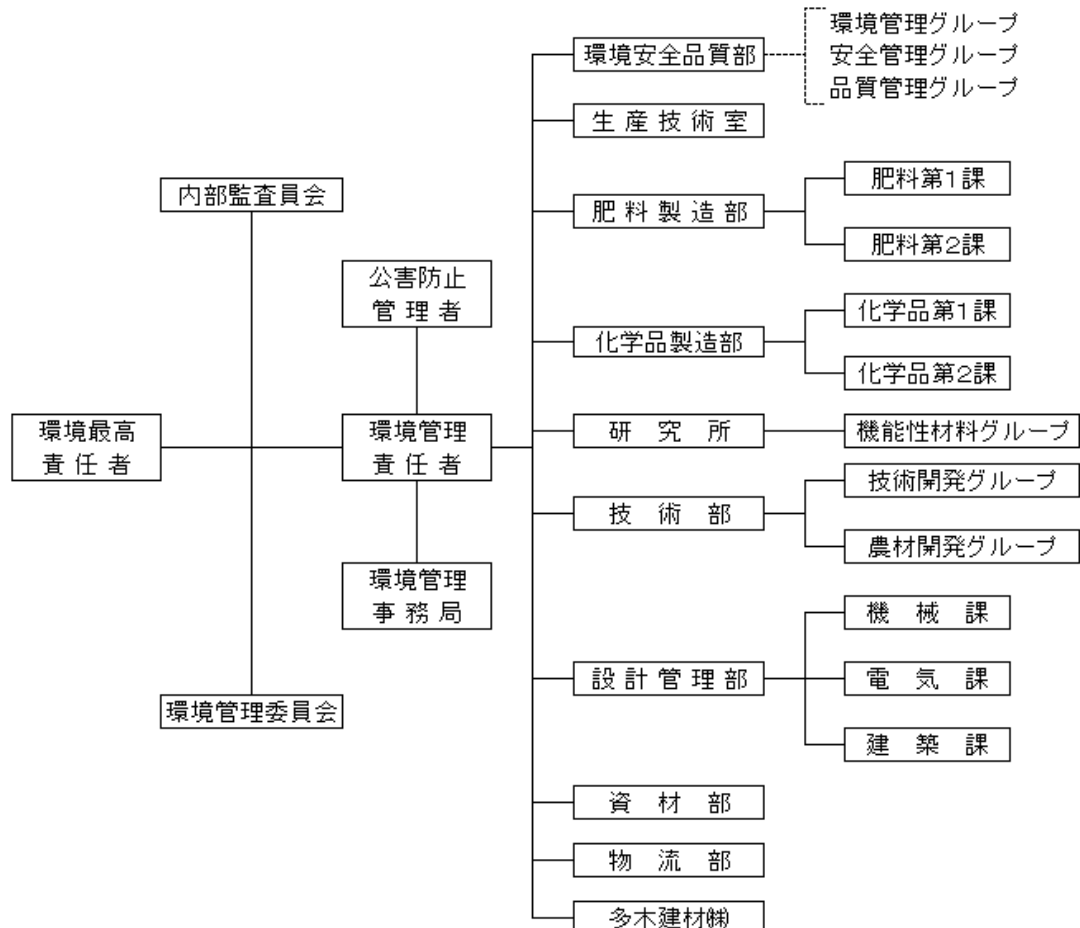 環境安全品質部
環境管理グループ
安全管理グループ
品質管理グループ
生産技術室
内部監査員会
肥料製造部
肥料第1課
肥料第2課
公害防止
管理者
化学品製造部
化学品第1課
化学品第2課
環境最高
責任者
環境管理
責任者
研究所
機能性材料グループ
技術部
技術開発グループ
農材開発グループ
環境管理
事務局
設計管理部
機械課
電気課
建築課
環境管理委員会
資材部
物流部
多木建材㈱